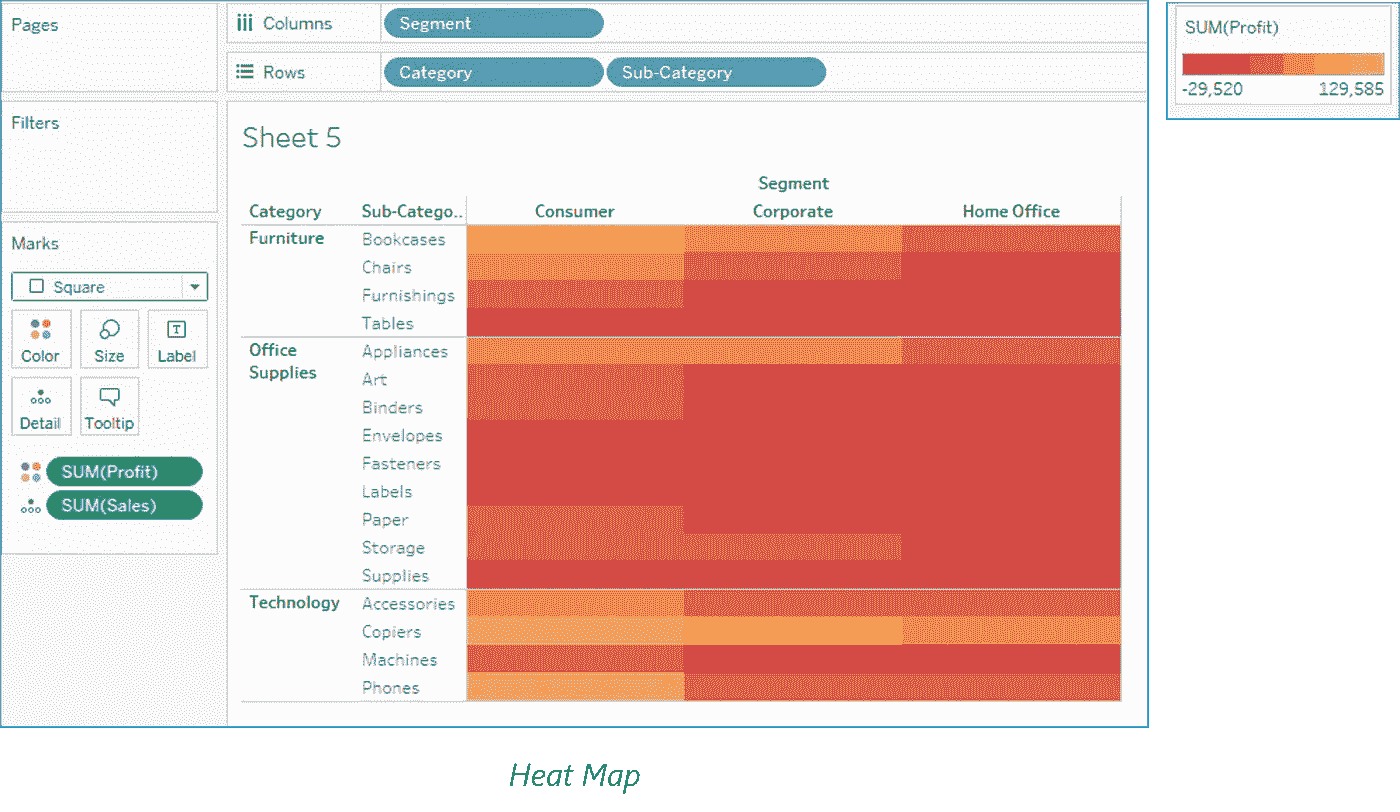 Pages
Columns
Segment
SUM(Profit)
-29,520 129,585
Rows
Category Sub-Category
Filters
Sheet 5
Segment
Category Sub-Catego.. Consumer Corporate Home Office
Marks
Square
Color Size Label
Detail Tooltip
SUM(Profit)
SUM(Sales)
Furniture Bookcases
Chairs
Furnishings
Tables
Office
Supplies
Appliances
Art
Binders
Envelopes
Fasteners
Labels
Paper
Storage
Supplies
Technology Accessories
Copiers
Machines
Phones
Heat Map